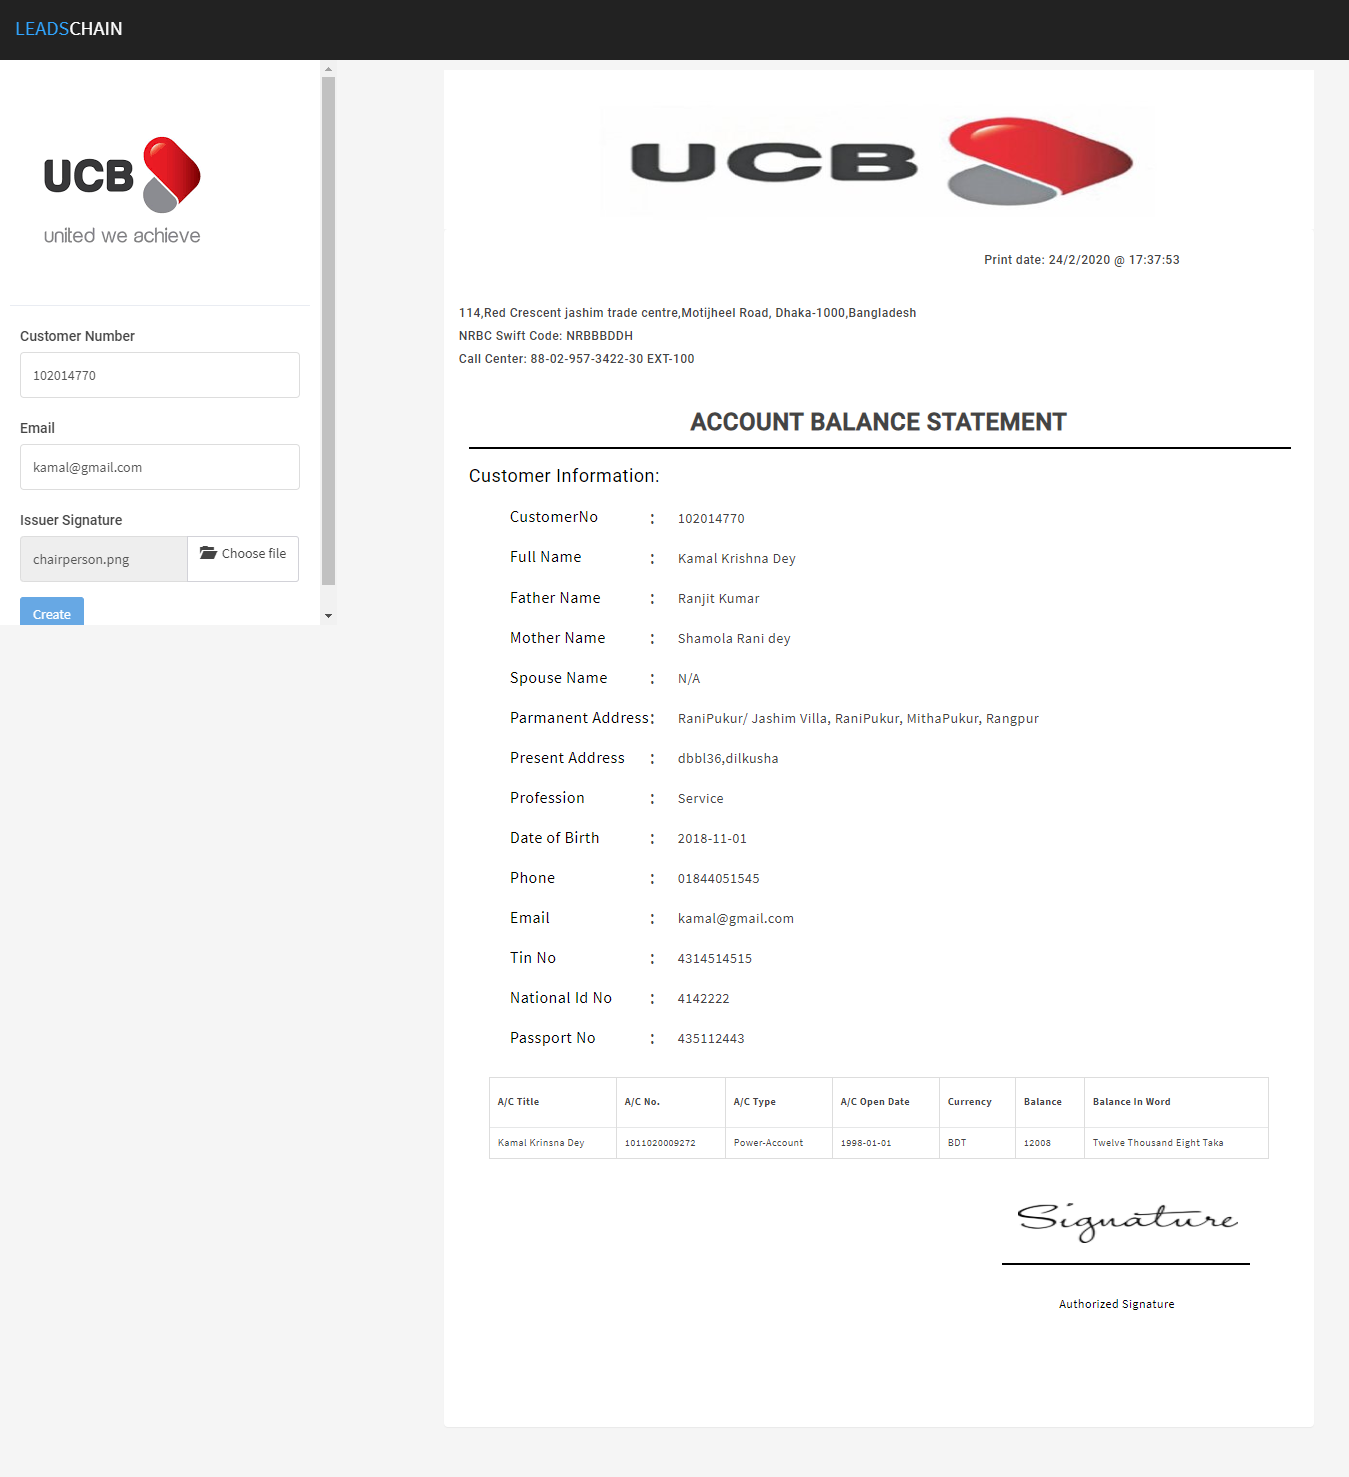 LEADSCHAIN
UCB
united we achieve
Customer Number
102014770
Email
kamal@gmail.com
Issuer Signature
chairperson.png
Choose file
Create
UCB
Print date: 24/2/2020 @ 17:37:53
114,Red Crescent jashim trade centre,Motijheel Road, Dhaka-1000,Bangladesh
NRBC Swift Code: NRBBBDDH
Call Center: 88-02-957-3422-30 EXT-100
ACCOUNT BALANCE STATEMENT
Customer Information:
CustomerNo : 102014770
Full Name : Kamal Krishna Dey
Father Name : Ranjit Kumar
Mother Name : Shamola Rani dey
Spouse Name : N/A
Parmanent Address: RaniPukur/ Jashim Villa, RaniPukur, MithaPukur, Rangpur
Present Address : dbbl36,dilkusha
Profession : Service
Date of Birth : 2018-11-01
Phone : 01844051545
Email : kamal@gmail.com
Tin No : 4314514515
National Id No : 4142222
Passport No : 435112443
A/C Title A/C No. A/C Type A/C Open Date Currency Balance Balance In Word
Kamal Krinsna Dey 1011020009272 Power-Account 1998-01-01 BDT 12008 Twelve Thousand Eight Taka
Signature
Authorized Signature